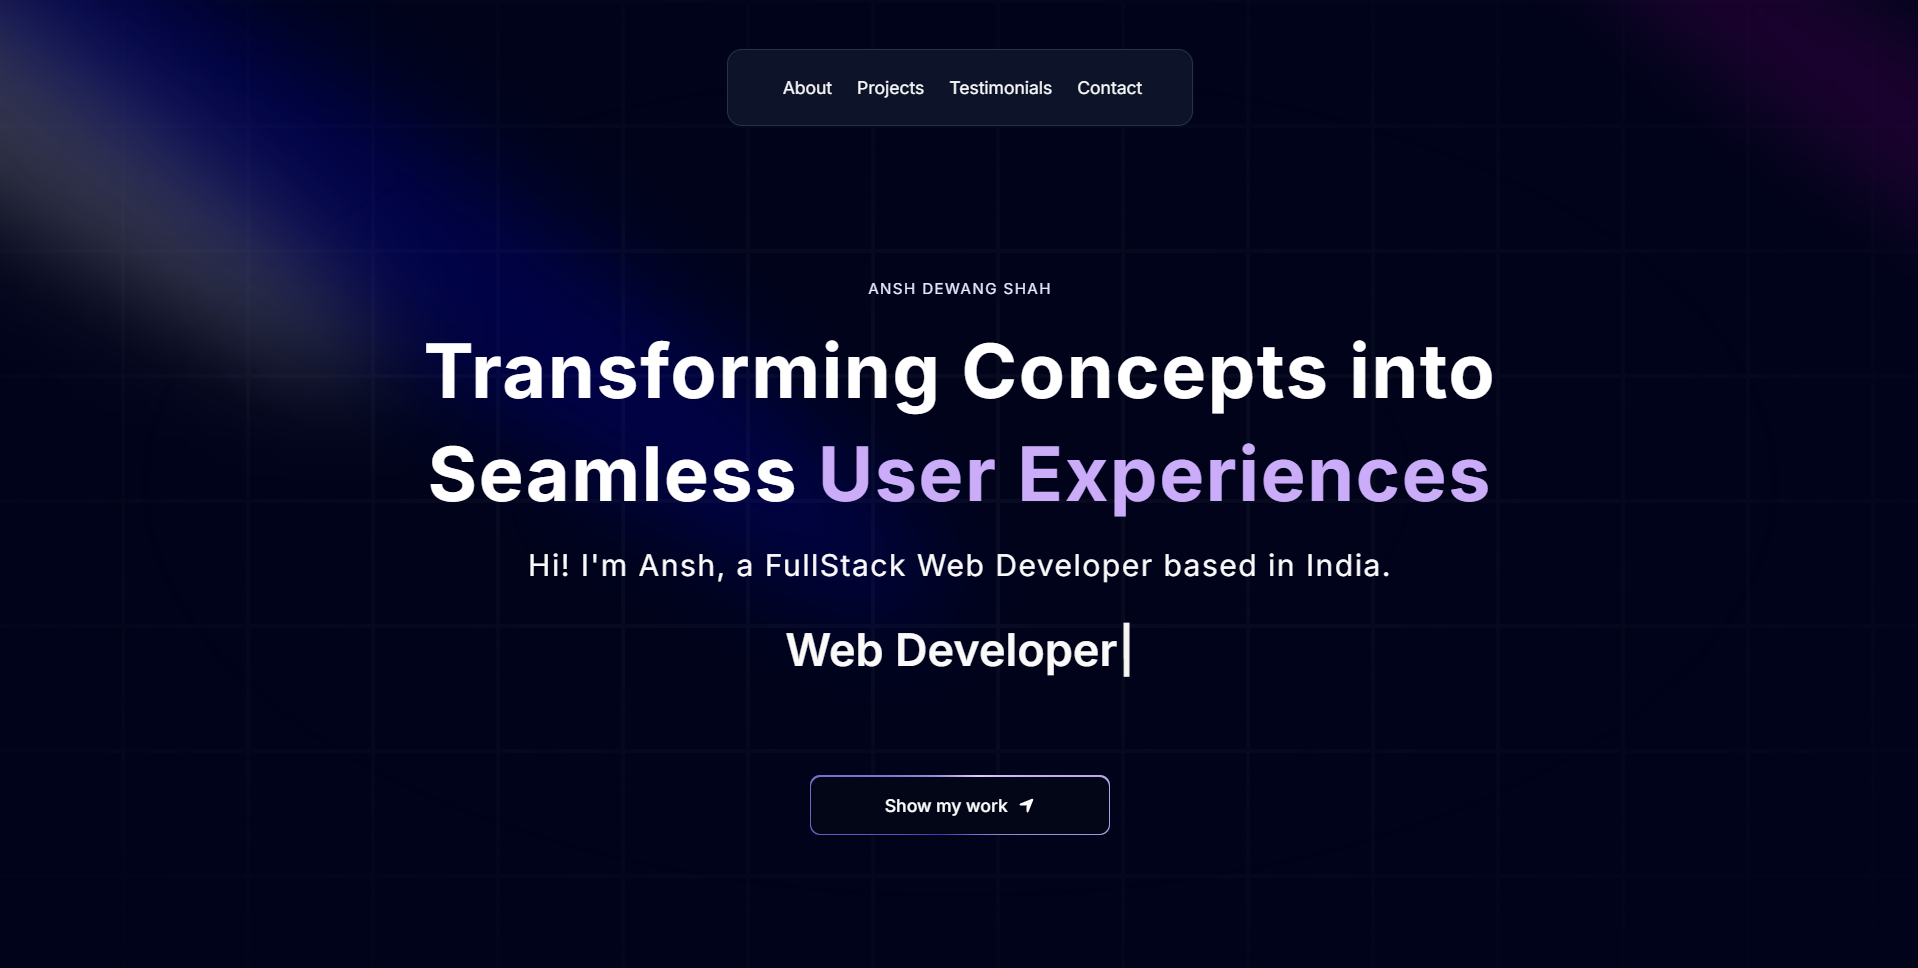 About Projects Testimonials Contact
ANSH DEWANG SHAH
Transforming Concepts into
Seamless User Experiences
Hi! I'm Ansh, a FullStack Web Developer based in India.
Web Developer
Show my work